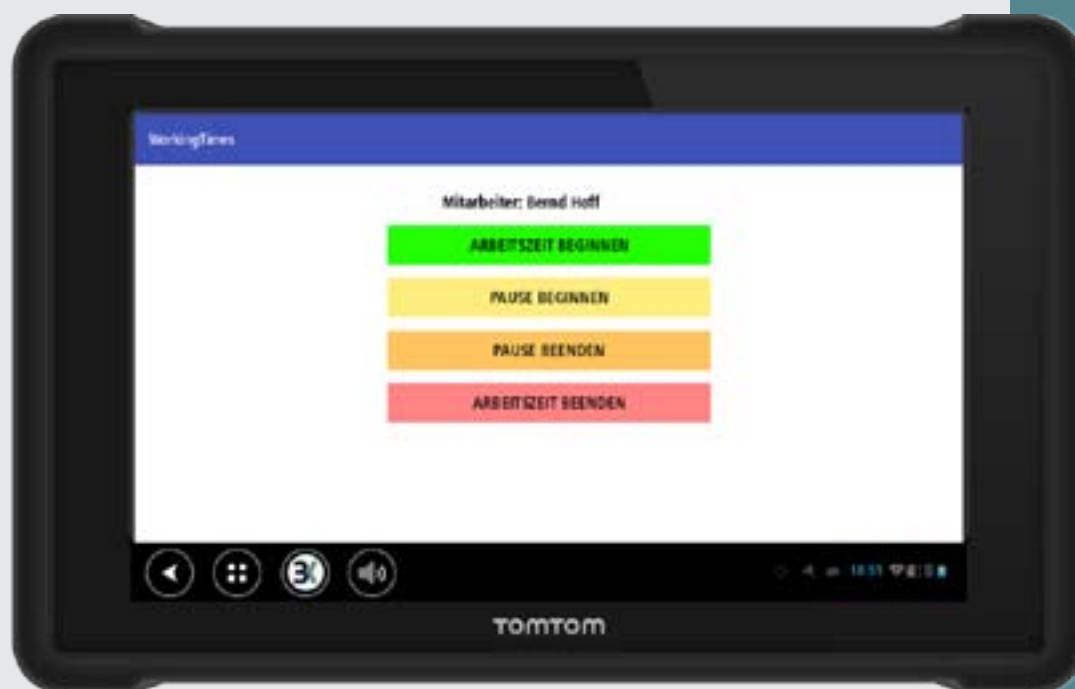 WorkingTimes
Mitarbeiter: Bernd Hoff
ARBEITSZEIT BEGINNEN
PAUSE BEGINNEN
PAUSE BEENDEN
ARBEITSZEIT BEENDEN
TOMTOM